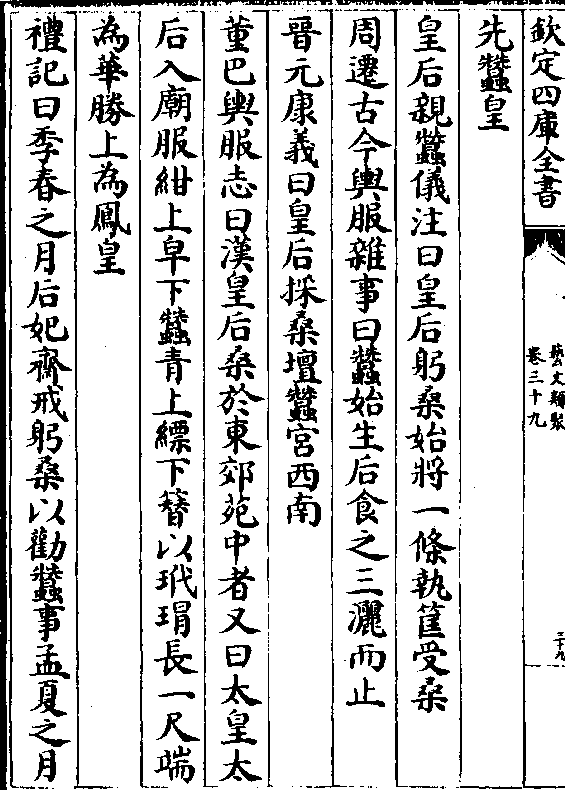 欽定四庫全書
藝文類聚
卷三十九
二十九
先蠶皇
皇后親蠶儀注曰皇后躬桑始將一條執筐受桑
周遷古今輿服雜事曰蠶始生后食之三灑而止
晉元康義曰皇后採桑壇蠶宮西南
董巴輿服志曰漢皇后桑於東郊苑中者又曰太皇太
后入廟服紺上皁下蠶青上縹下簪以玳瑁長一尺端
為華勝上為鳳皇
禮記曰季春之月后妃齋戒躬桑以勸蠶事孟夏之月